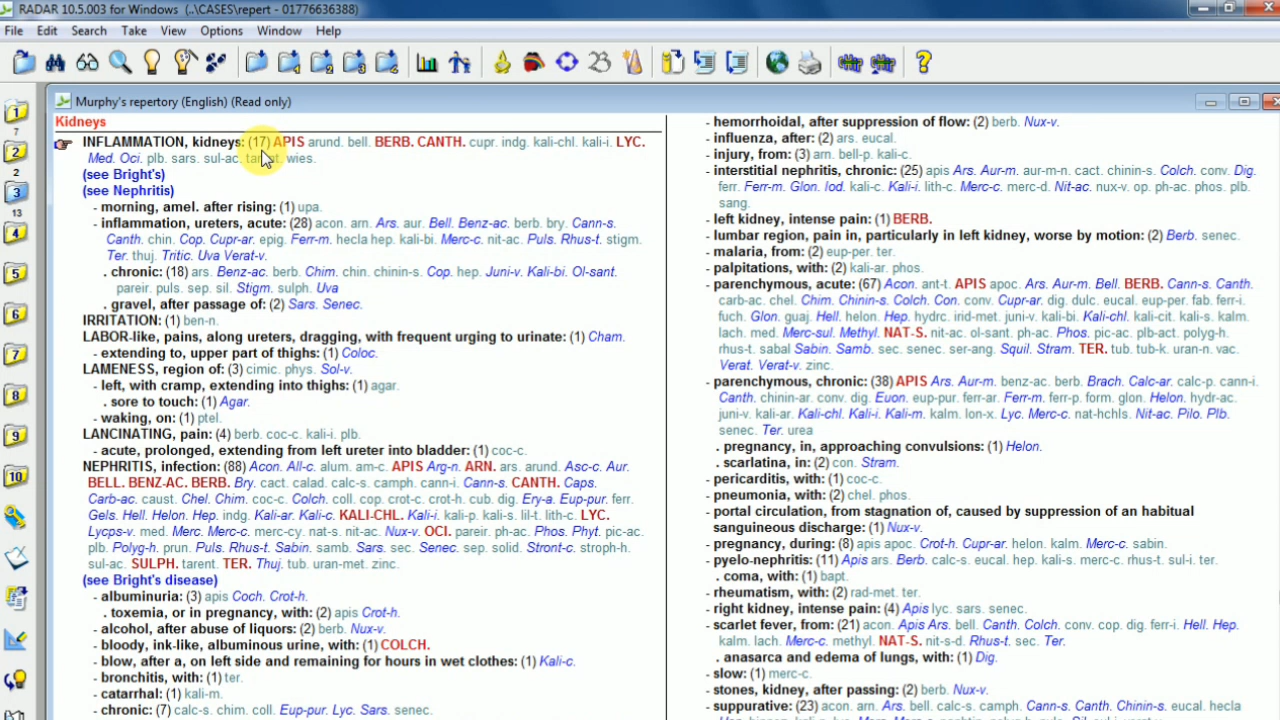 RADAR 10.5.003 for Windows (..\CASES\repert - 01776636388)
File Edit Search Take View Options Window Help
Murphy's repertory (English) (Read only)
1
7
2
2
3
13
4
5
6
7
8
9
10
Kidneys
INFLAMMATION, kidneys: (17) APIS arund. bell. BERB. CANTH. cupr. indg. kali-chl. kali-i. LYC.
Med. Oci. plb. sars. sul-ac. wies.
(see Bright's)
(see Nephritis)
- morning, amel. after rising: (1) upa.
- inflammation, ureters, acute: (28) acon. arn. Ars. aur. Bell. Benz-ac. berb. bry. Cann-s.
Canth. chin. Cop. Cupr-ar. epig. Ferr-m. hecla hep. kali-bi. Merc-c. nit-ac. Puls. Rhus-t. stigm.
Ter. thuj. Tritic. Uva Verat-v.
. chronic: (18) ars. Benz-ac. berb. Chim. chin. chinin-s. Cop. hep. Juni-v. Kali-bi. Ol-sant.
pareir. puls. sep. sil. Stigm. sulph. Uva
. gravel, after passage of: (2) Sars. Senec.
IRRITATION: (1) ben-n.
LABOR-like, pains, along ureters, dragging, with frequent urging to urinate: (1) Cham.
- extending to, upper part of thighs: (1) Coloc.
LAMENESS, region of: (3) cimic. phys. Sol-v.
- left, with cramp, extending into thighs: (1) agar.
. sore to touch: (1) Agar.
- waking, on: (1) ptel.
LANCINATING, pain: (4) berb. coc-c. kali-i. plb.
- acute, prolonged, extending from left ureter into bladder: (1) coc-c.
NEPHRITIS, infection: (88) Acon. All-c. alum. am-c. APIS Arg-n. ARN. ars. arund. Asc-c. Aur.
BELL. BENZ-AC. BERB. Bry. cact. calad. calc-s. camph. cann-i. Cann-s. CANTH. Caps.
Carb-ac. caust. Chel. Chim. coc-c. Colch. coll. cop. crot-c. crot-h. cub. dig. Ery-a. Eup-pur. ferr.
Gels. Hell. Helon. Hep. indg. Kali-ar. Kali-c. KALI-CHL. Kali-i. kali-p. kali-s. lil-t. lith-c. LYC.
Lycps-v. med. Merc. Merc-c. merc-cy. nat-s. nit-ac. Nux-v. OCI. pareir. ph-ac. Phos. Phyt. pic-ac.
plb. Polyg-h. prun. Puls. Rhus-t. Sabin. samb. Sars. sec. Senec. sep. solid. Stront-c. stroph-h.
sul-ac. SULPH. tarent. TER. Thuj. tub. uran-met. zinc.
(see Bright's disease)
- albuminuria: (3) apis Coch. Crot-h.
. toxemia, or in pregnancy, with: (2) apis Crot-h.
- alcohol, after abuse of liquors: (2) berb. Nux-v.
- bloody, ink-like, albuminous urine, with: (1) COLCH.
- blow, after a, on left side and remaining for hours in wet clothes: (1) Kali-c.
- bronchitis, with: (1) ter.
- catarrhal: (1) kali-m.
- chronic: (7) calc-s. chim. coll. Eup-pur. Lyc. Sars. senec.
- hemorrhoidal, after suppression of flow: (2) berb. Nux-v.
- influenza, after: (2) ars. eucal.
- injury, from: (3) arn. bell-p. kali-c.
- interstitial nephritis, chronic: (25) apis Ars. Aur-m. aur-m-n. cact. chinin-s. Colch. conv. Dig.
ferr. Ferr-m. Glon. Iod. kali-c. Kali-i. lith-c. Merc-c. merc-d. Nit-ac. nux-v. op. ph-ac. phos. plb.
sang.
- left kidney, intense pain: (1) BERB.
- lumbar region, pain in, particularly in left kidney, worse by motion: (2) Berb. senec.
- malaria, from: (2) eup-per. ter.
- palpitations, with: (2) kali-ar. phos.
- parenchymous, acute: (67) Acon. ant-t. APIS apoc. Ars. Aur-m. Bell. BERB. Cann-s. Canth.
carb-ac. chel. Chim. Chinin-s. Colch. Con. conv. Cupr-ar. dig. dulc. eucal. eup-per. fab. ferr-i.
fuch. Glon. guaj. Hell. helon. Hep. hydrc. irid-met. juni-v. kali-bi. Kali-chl. kali-cit. kali-s. kalm.
lach. med. Merc-sul. Methyl. NAT-S. nit-ac. ol-sant. ph-ac. Phos. pic-ac. plb-act. polyg-h.
rhus-t. sabal Sabin. Samb. sec. senec. ser-ang. Squil. Stram. TER. tub. tub-k. uran-n. vac.
Verat. Verat-v. zinc.
- parenchymous, chronic: (38) APIS Ars. Aur-m. benz-ac. berb. Brach. Calc-ar. calc-p. cann-i.
Canth. chinin-ar. conv. dig. Euon. eup-pur. ferr-ar. Ferr-m. ferr-p. form. glon. Helon. hydr-ac.
juni-v. kali-ar. Kali-chl. Kali-i. Kali-m. kalm. lon-x. Lyc. Merc-c. nat-hchls. Nit-ac. Pilo. Plb.
senec. Ter. urea
. pregnancy, in, approaching convulsions: (1) Helon.
. scarlatina, in: (2) con. Stram.
- pericarditis, with: (1) coc-c.
- pneumonia, with: (2) chel. phos.
- portal circulation, from stagnation of, caused by suppression of an habitual
sanguineous discharge: (1) Nux-v.
- pregnancy, during: (8) apis apoc. Crot-h. Cupr-ar. helon. kalm. Merc-c. sabin.
- pyelo-nephritis: (11) Apis ars. Berb. calc-s. eucal. hep. kali-s. merc-c. rhus-t. sul-i. ter.
. coma, with: (1) bapt.
- rheumatism, with: (2) rad-met. ter.
- right kidney, intense pain: (4) Apis lyc. sars. senec.
- scarlet fever, from: (21) acon. Apis Ars. bell. Canth. Colch. conv. cop. dig. ferr-i. Hell. Hep.
kalm. lach. Merc-c. methyl. NAT-S. nit-s-d. Rhus-t. sec. Ter.
. anasarca and edema of lungs, with: (1) Dig.
- slow: (1) merc-c.
- stones, kidney, after passing: (2) berb. Nux-v.
- suppurative: (23) acon. arn. Ars. bell. calc-s. camph. Cann-s. Canth. Chinin-s. eucal. hecla